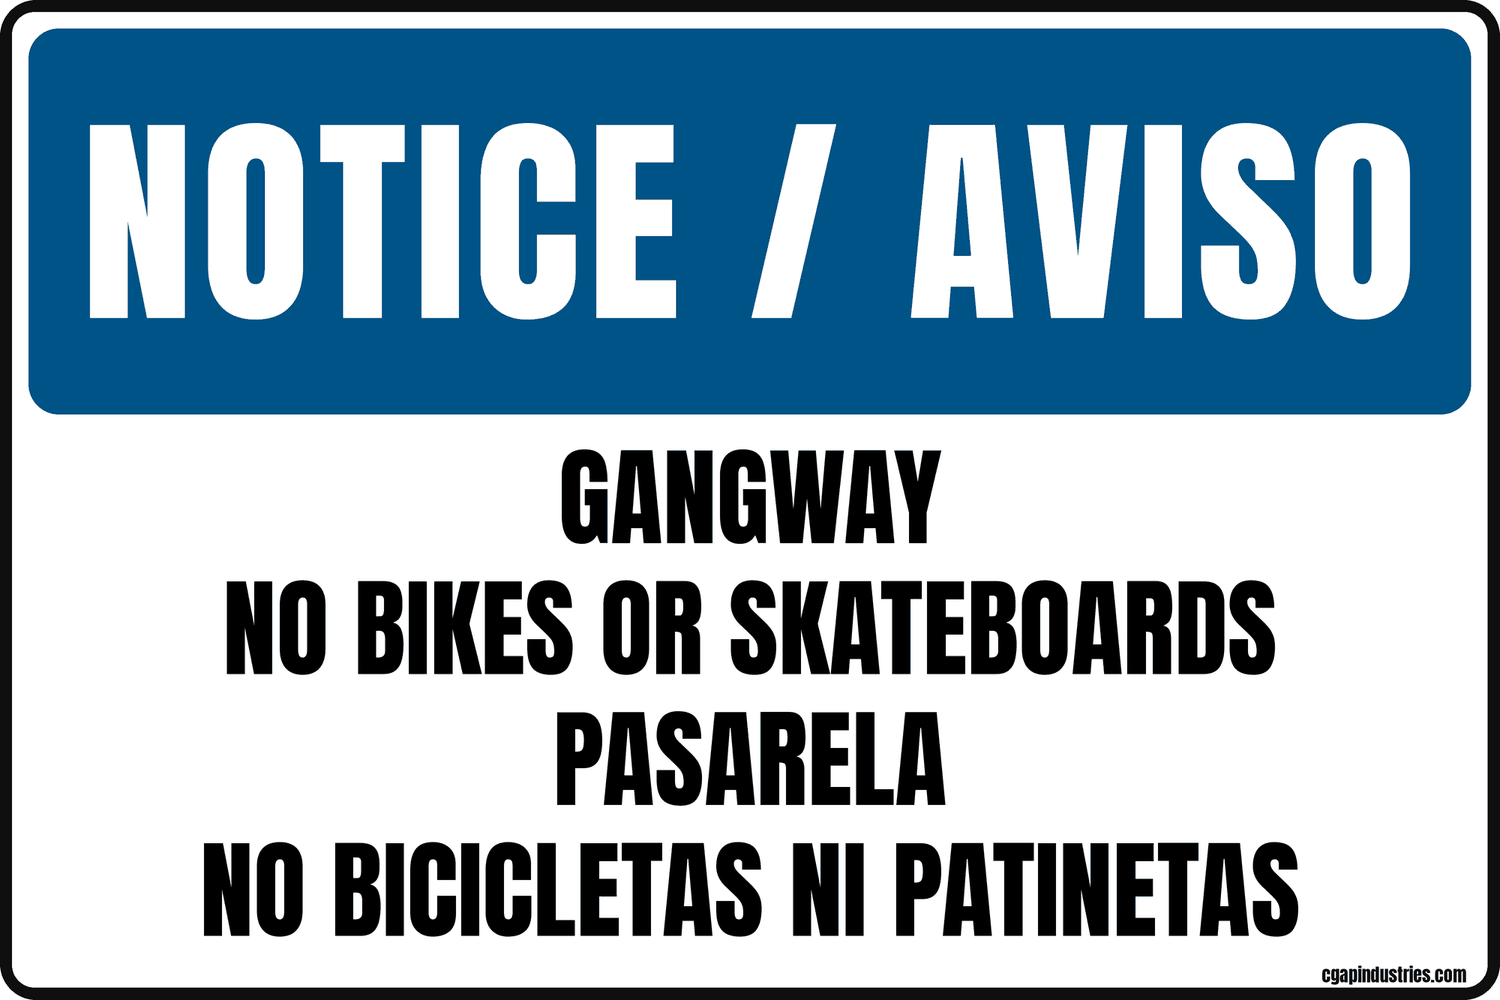 NOTICE / AVISO
GANGWAY
NO BIKES OR SKATEBOARDS
PASARELA
NO BICICLETAS NI PATINETAS
cgapindustries.com